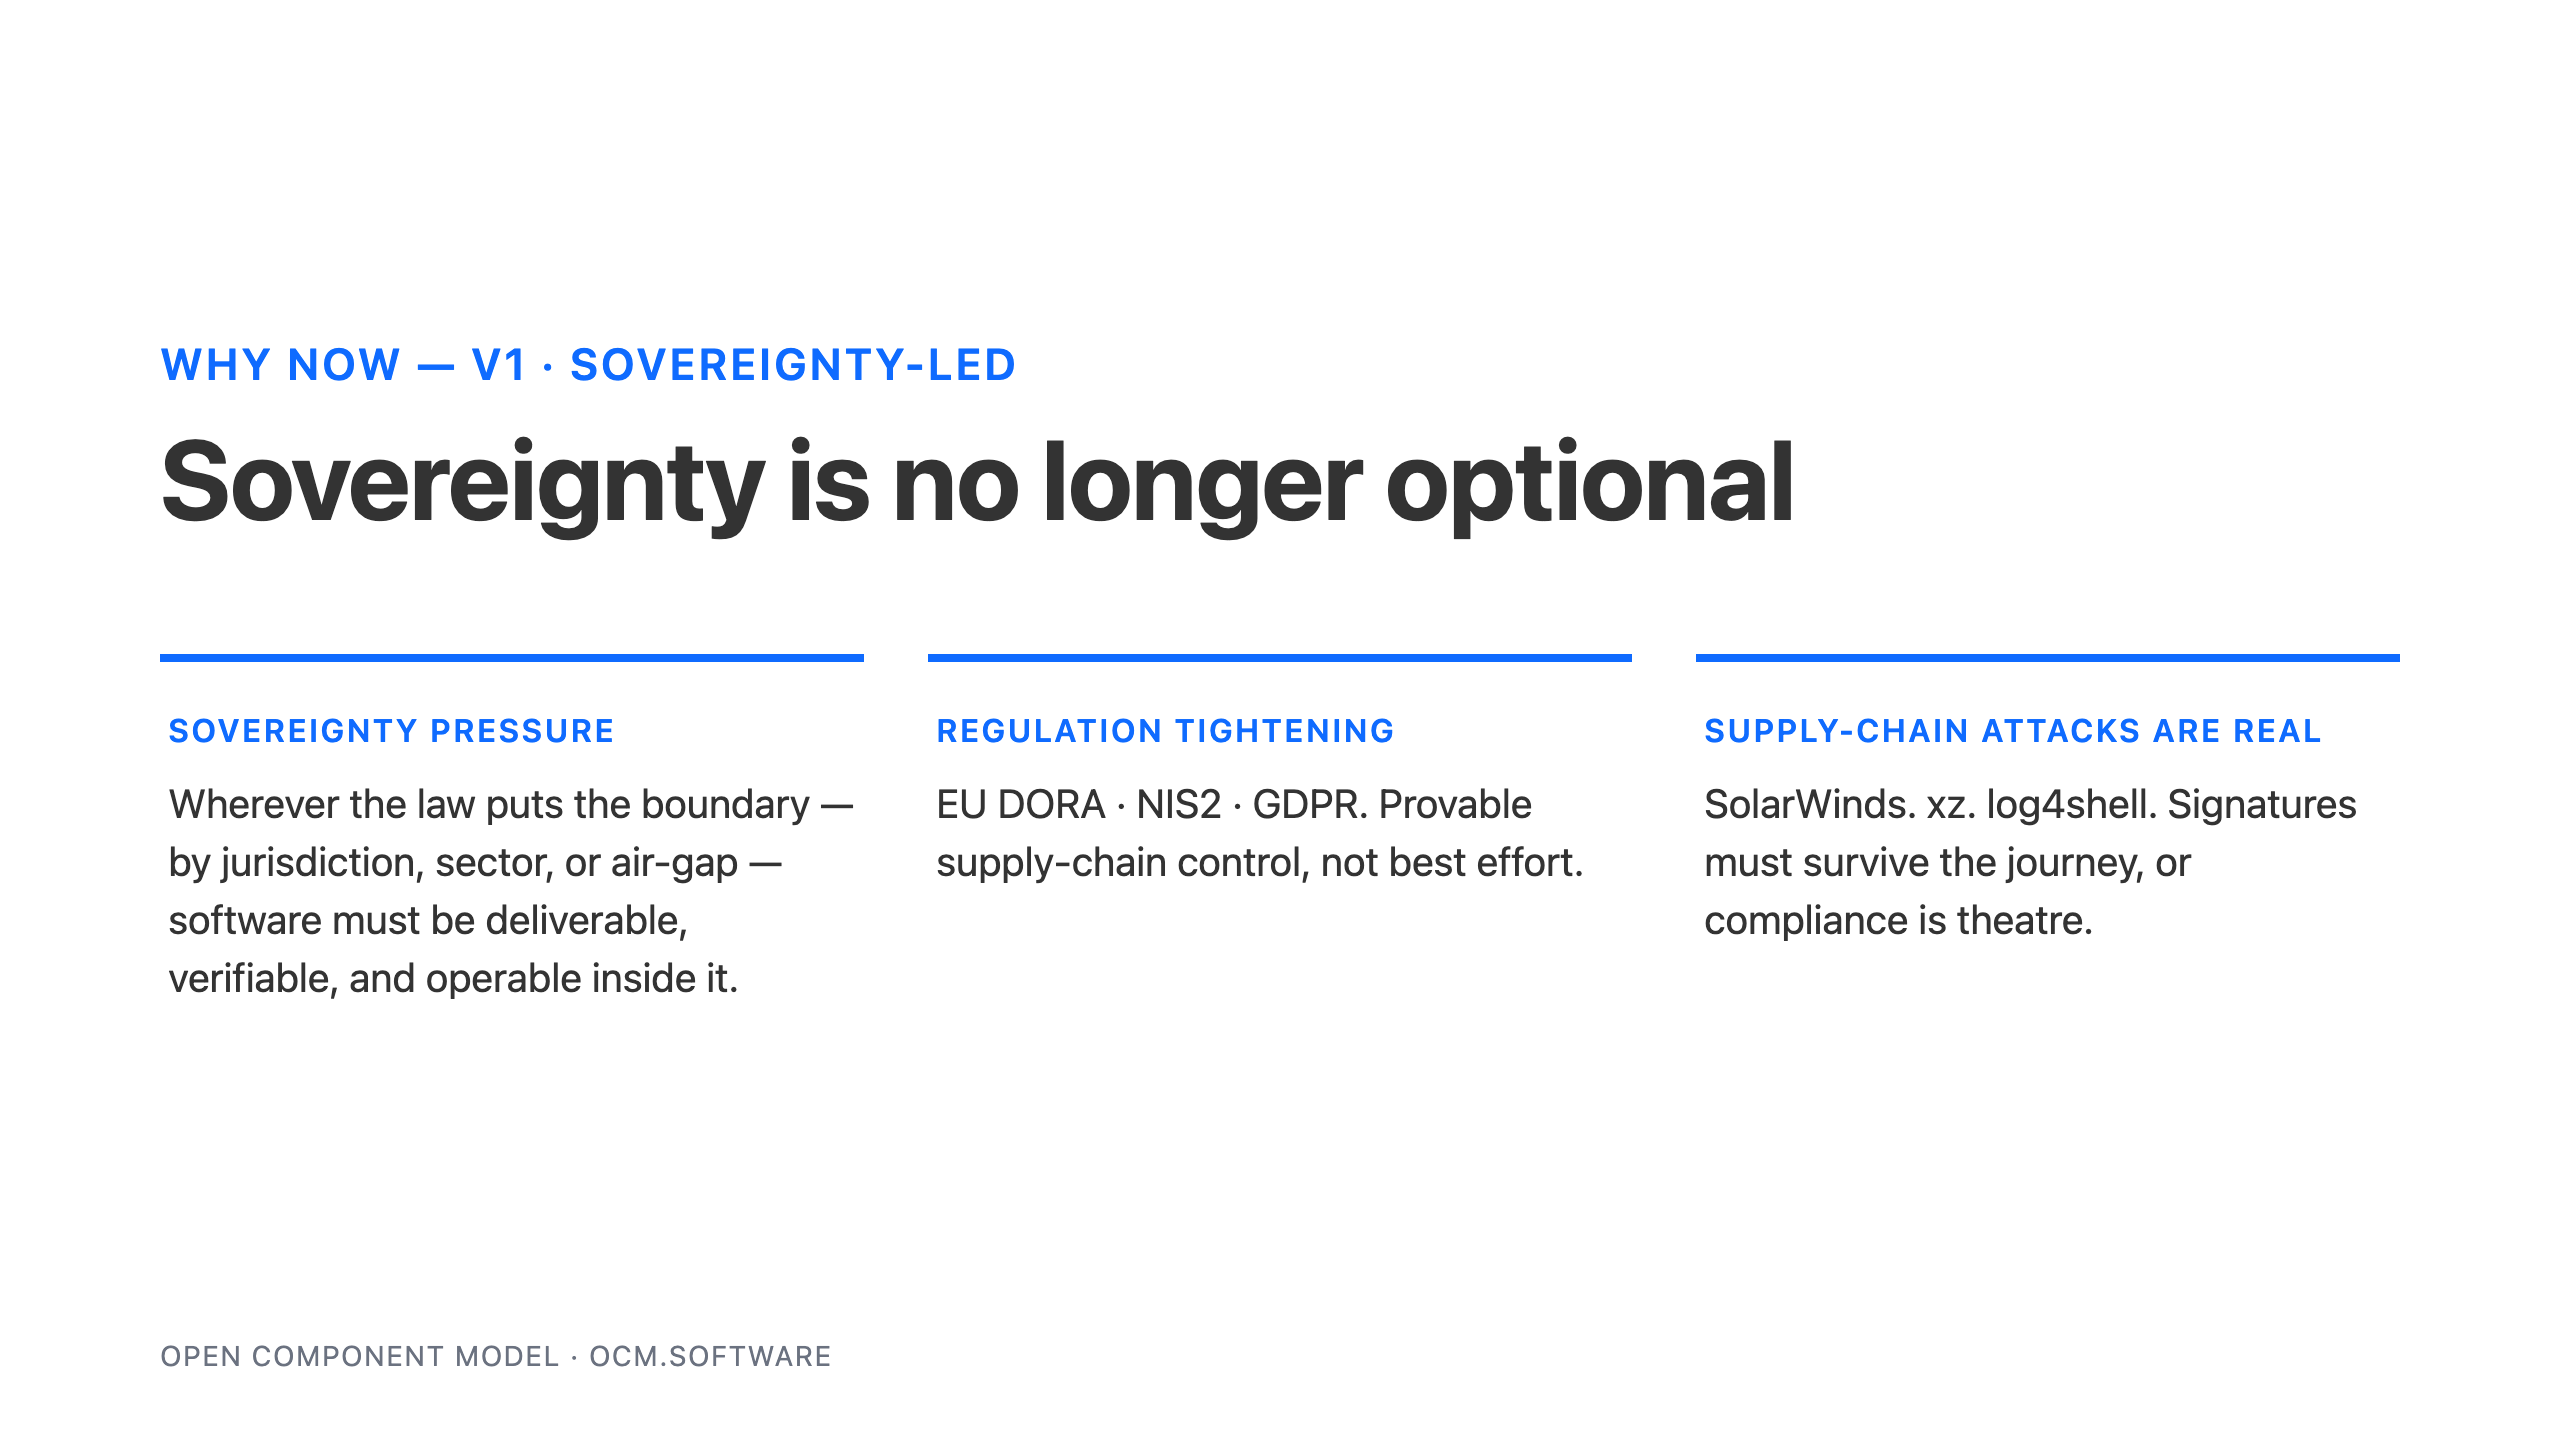 WHY NOW — V1 · SOVEREIGNTY-LED
Sovereignty is no longer optional
SOVEREIGNTY PRESSURE
Wherever the law puts the boundary —
by jurisdiction, sector, or air-gap —
software must be deliverable,
verifiable, and operable inside it.
REGULATION TIGHTENING
EU DORA · NIS2 · GDPR. Provable
supply-chain control, not best effort.
SUPPLY-CHAIN ATTACKS ARE REAL
SolarWinds. xz. log4shell. Signatures
must survive the journey, or
compliance is theatre.
OPEN COMPONENT MODEL · OCM.SOFTWARE